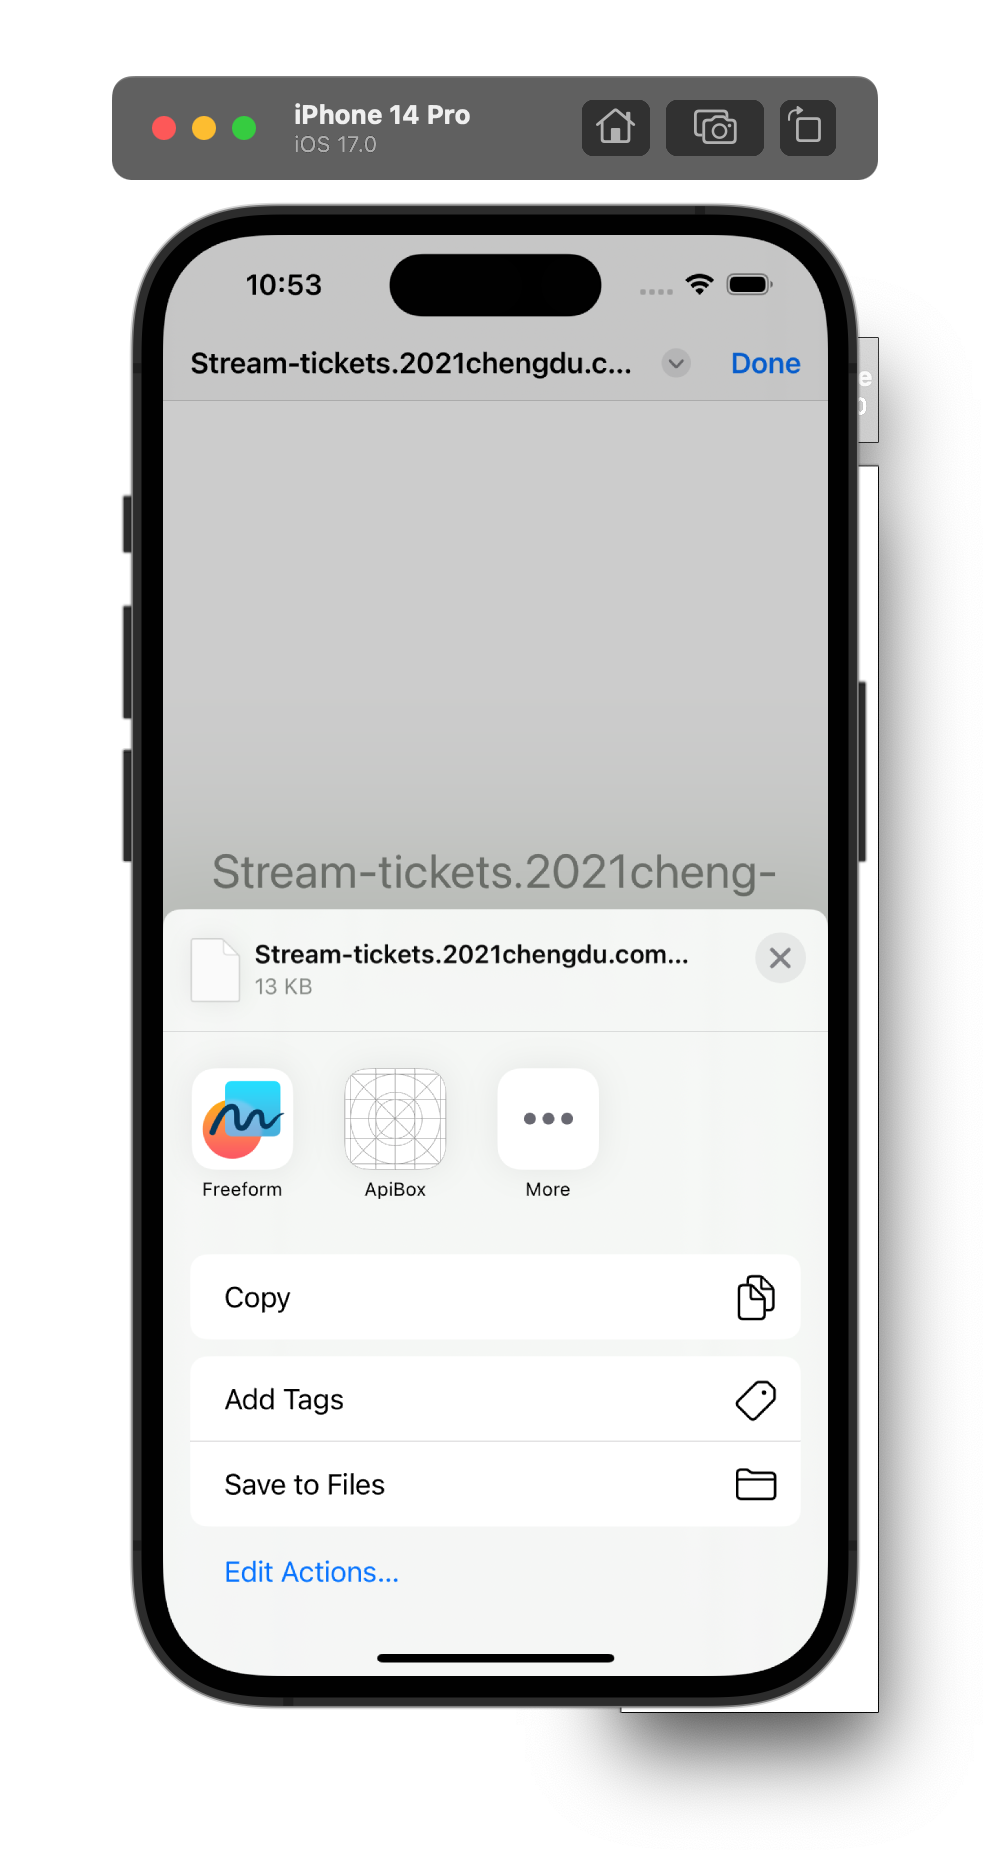 iPhone 14 Pro
iOS 17.0
10:53
Stream-tickets.2021chengdu.c...
Done
Stream-tickets.2021cheng-
Stream-tickets.2021chengdu.com...
13 KB
Freeform
ApiBox
More
Copy
Add Tags
Save to Files
Edit Actions...